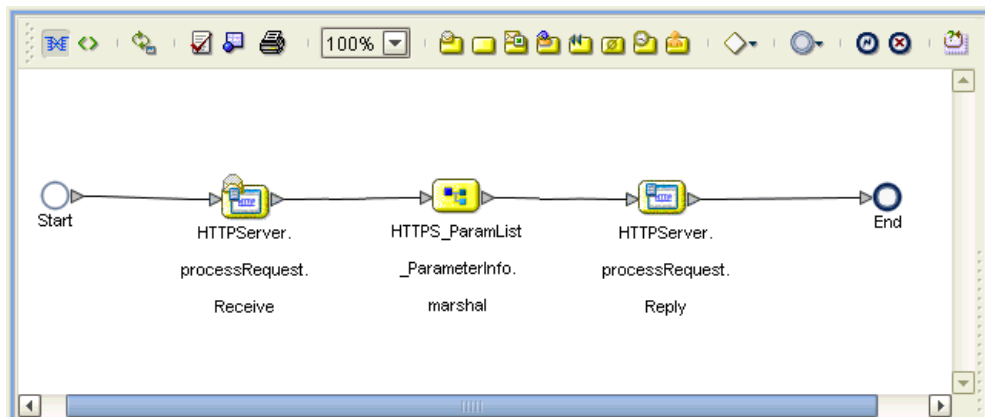 100%
Start
HTTPServer.
processRequest.
Receive
HTTPS_ParamList
_ParameterInfo.
marshal
HTTPServer.
processRequest.
Reply
End